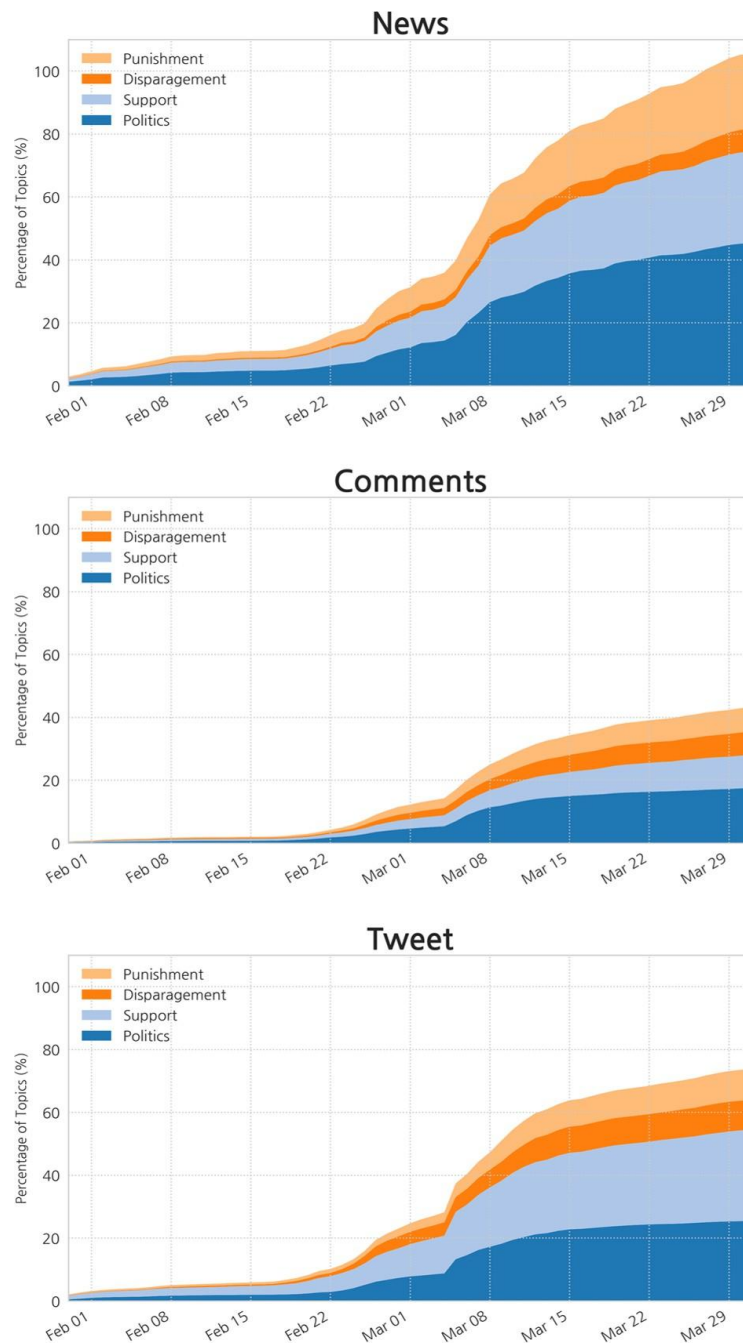 News
Percentage of Topics (%)
100
80
60
40
20
0
Punishment
Disparagement
Support
Politics
Feb 01
Feb 08
Feb 15
Feb 22
Mar 01
Mar 08
Mar 15
Mar 22
Mar 29
Comments
Percentage of Topics (%)
100
80
60
40
20
0
Punishment
Disparagement
Support
Politics
Feb 01
Feb 08
Feb 15
Feb 22
Mar 01
Mar 08
Mar 15
Mar 22
Mar 29
Tweet
Percentage of Topics (%)
100
80
60
40
20
0
Punishment
Disparagement
Support
Politics
Feb 01
Feb 08
Feb 15
Feb 22
Mar 01
Mar 08
Mar 15
Mar 22
Mar 29